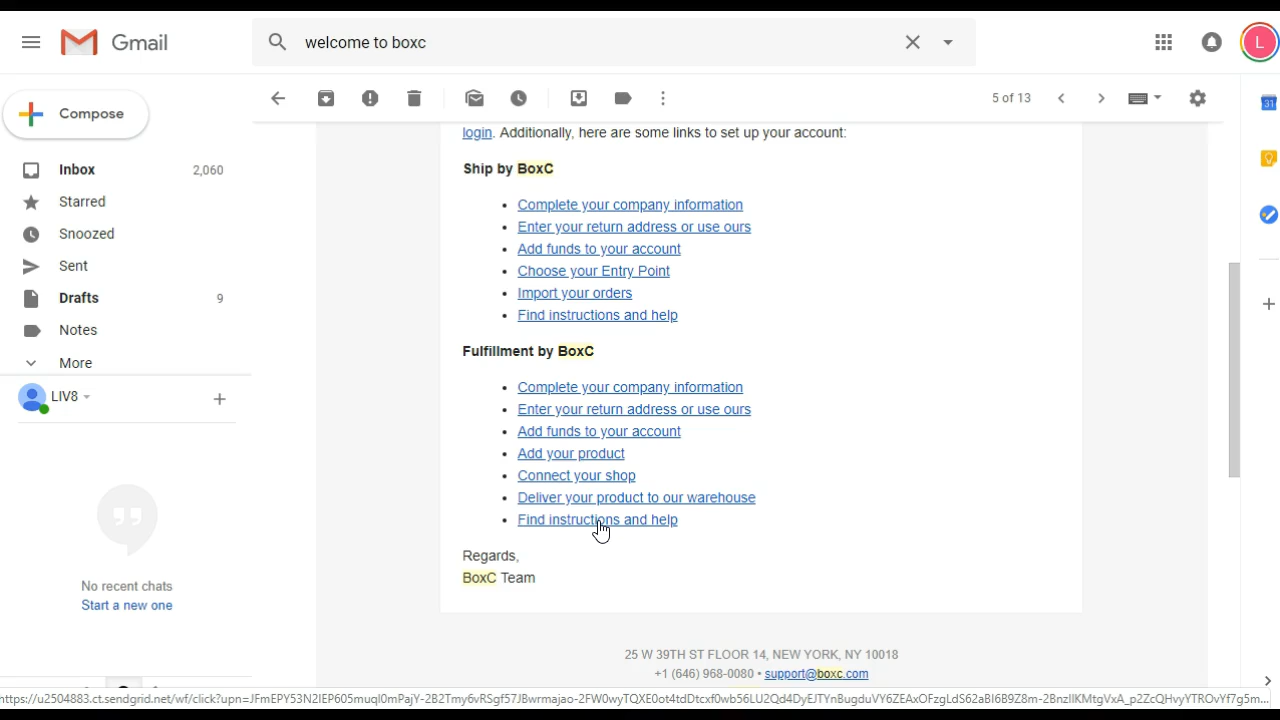 Gmail
welcome to boxc
L
Compose
5 of 13
Inbox 2,060
Starred
Snoozed
Sent
Drafts 9
Notes
More
LIV8
No recent chats
Start a new one
31
login. Additionally, here are some links to set up your account:
Ship by BoxC
• Complete your company information
• Enter your return address or use ours
• Add funds to your account
• Choose your Entry Point
• Import your orders
• Find instructions and help
Fulfillment by BoxC
• Complete your company information
• Enter your return address or use ours
• Add funds to your account
• Add your product
• Connect your shop
• Deliver your product to our warehouse
• Find instructions and help
Regards,
BoxC Team
25 W 39TH ST FLOOR 14, NEW YORK, NY 10018
+1 (646) 968-0080 • support@boxc.com